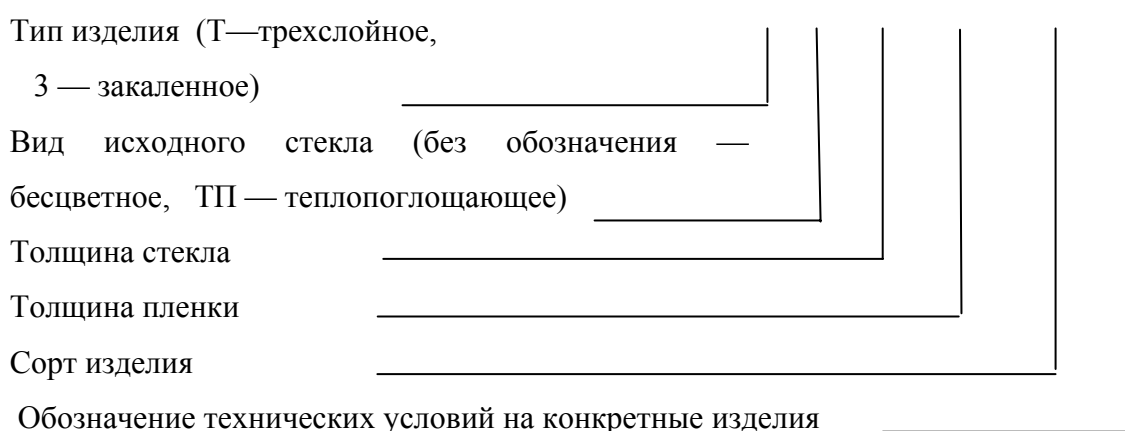 Тип изделия (Т—трехслойное,
3 — закаленное)
Вид исходного стекла (без обозначения —
бесцветное, ТП — теплопоглощающее)
Толщина стекла
Толщина пленки
Сорт изделия
Обозначение технических условий на конкретные изделия